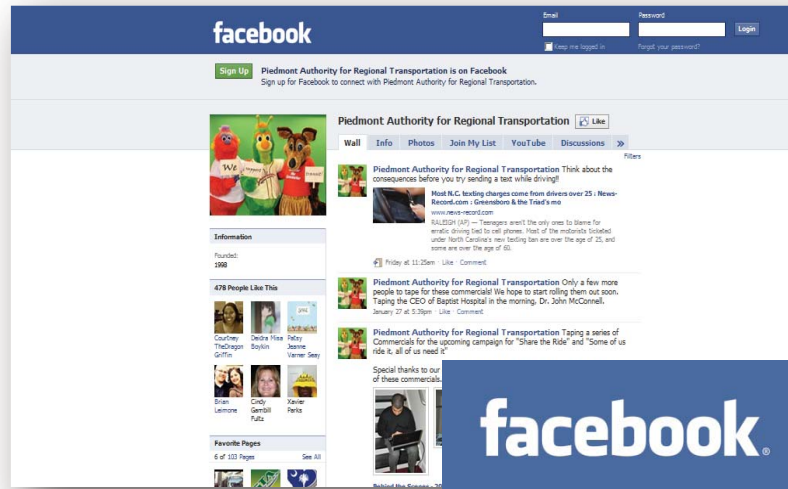 facebook
Email
Password
Login
Keep me logged in
Forgot your password?
Sign Up
Piedmont Authority for Regional Transportation is on Facebook
Sign up for Facebook to connect with Piedmont Authority for Regional Transportation.
We
support
Piedmont Authority for Regional Transportation
Like
Wall
Info
Photos
Join My List
YouTube
Discussions
»
Filters
Piedmont Authority for Regional Transportation Think about the
consequences before you try sending a text while driving!!
Most N.C. texting charges come from drivers over 25 : News-
Record.com : Greensboro & the Triad's mo
www.news-record.com
RALEIGH (AP) — Teenagers aren't the only ones to blame for
erratic driving tied to cell phones. Most of the motorists ticketed
under North Carolina's new texting ban are over the age of 25, and
some are over the age of 60.
Friday at 11:25am · Like · Comment
Piedmont Authority for Regional Transportation Only a few more
people to tape for these commercials! We hope to start rolling them out soon.
Taping the CEO of Baptist Hospital in the morning, Dr. John McConnell.
January 27 at 5:39pm · Like · Comment
Piedmont Authority for Regional Transportation Taping a series of
Commercials for the upcoming campaign for "Share the Ride" and "Some of us
ride it, all of us need it"
Special thanks to our
of these commercials.
Information
Founded:
1998
478 People Like This
Courtney
TheDragon
Griffin
Deidra Misa
Boykin
Patsy
Jeanne
Varner Seay
Brian
Leimone
Cindy
Gambill
Fultz
Xavier
Parks
Favorite Pages
6 of 103 Pages
See All
facebook®